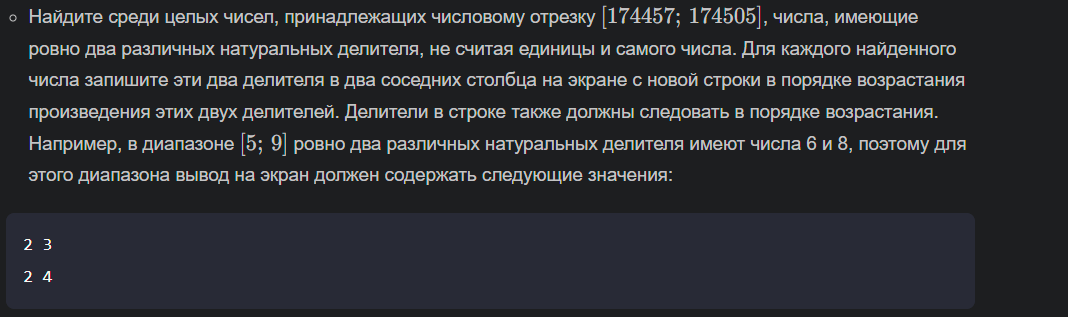 Найдите среди целых чисел, принадлежащих числовому отрезку [174457; 174505], числа, имеющие
ровно два различных натуральных делителя, не считая единицы и самого числа. Для каждого найденного
числа запишите эти два делителя в два соседних столбца на экране с новой строки в порядке возрастания
произведения этих двух делителей. Делители в строке также должны следовать в порядке возрастания.
Например, в диапазоне [5; 9] ровно два различных натуральных делителя имеют числа 6 и 8, поэтому для
этого диапазона вывод на экран должен содержать следующие значения:
2 3
2 4